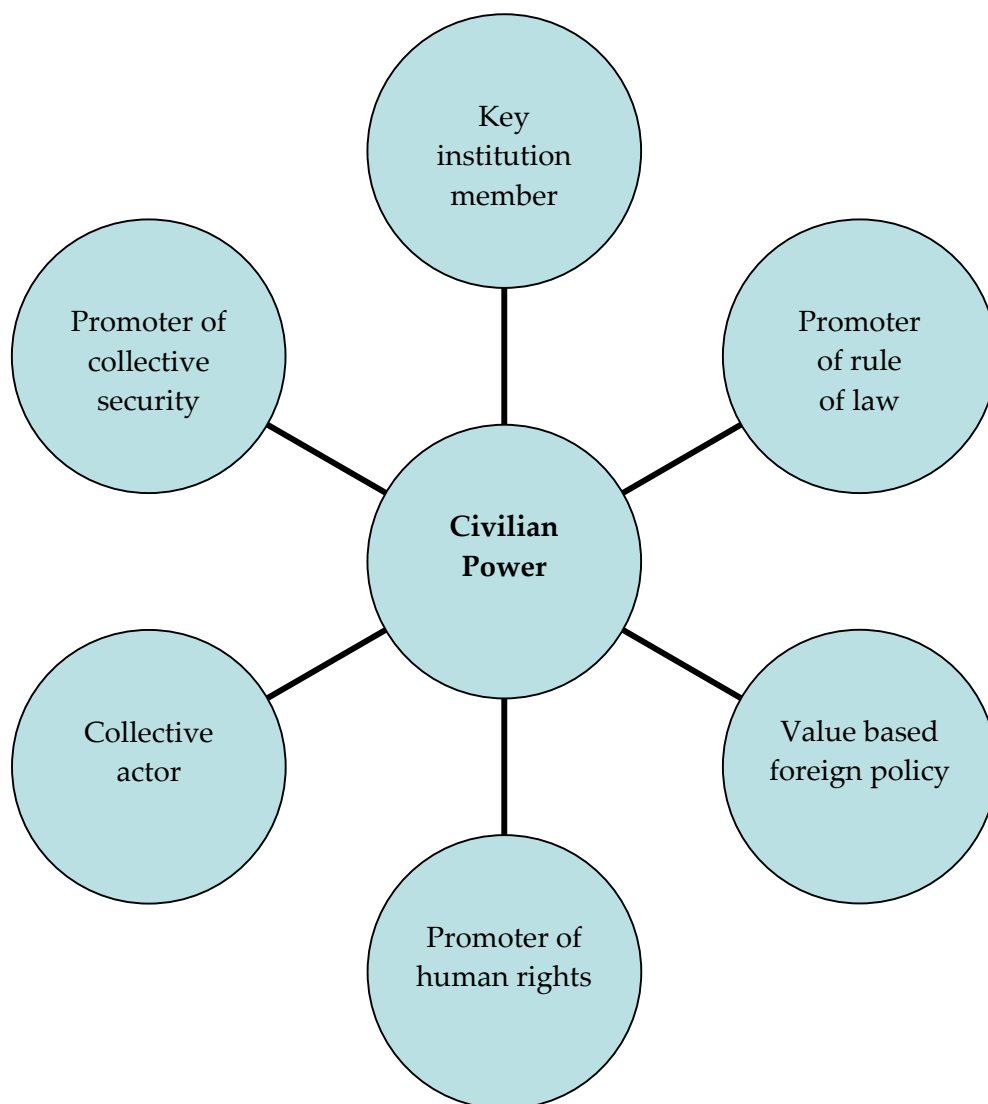 Key
institution
member
Promoter of
collective
security
Promoter
of rule
of law
Civilian
Power
Collective
actor
Value based
foreign policy
Promoter of
human rights